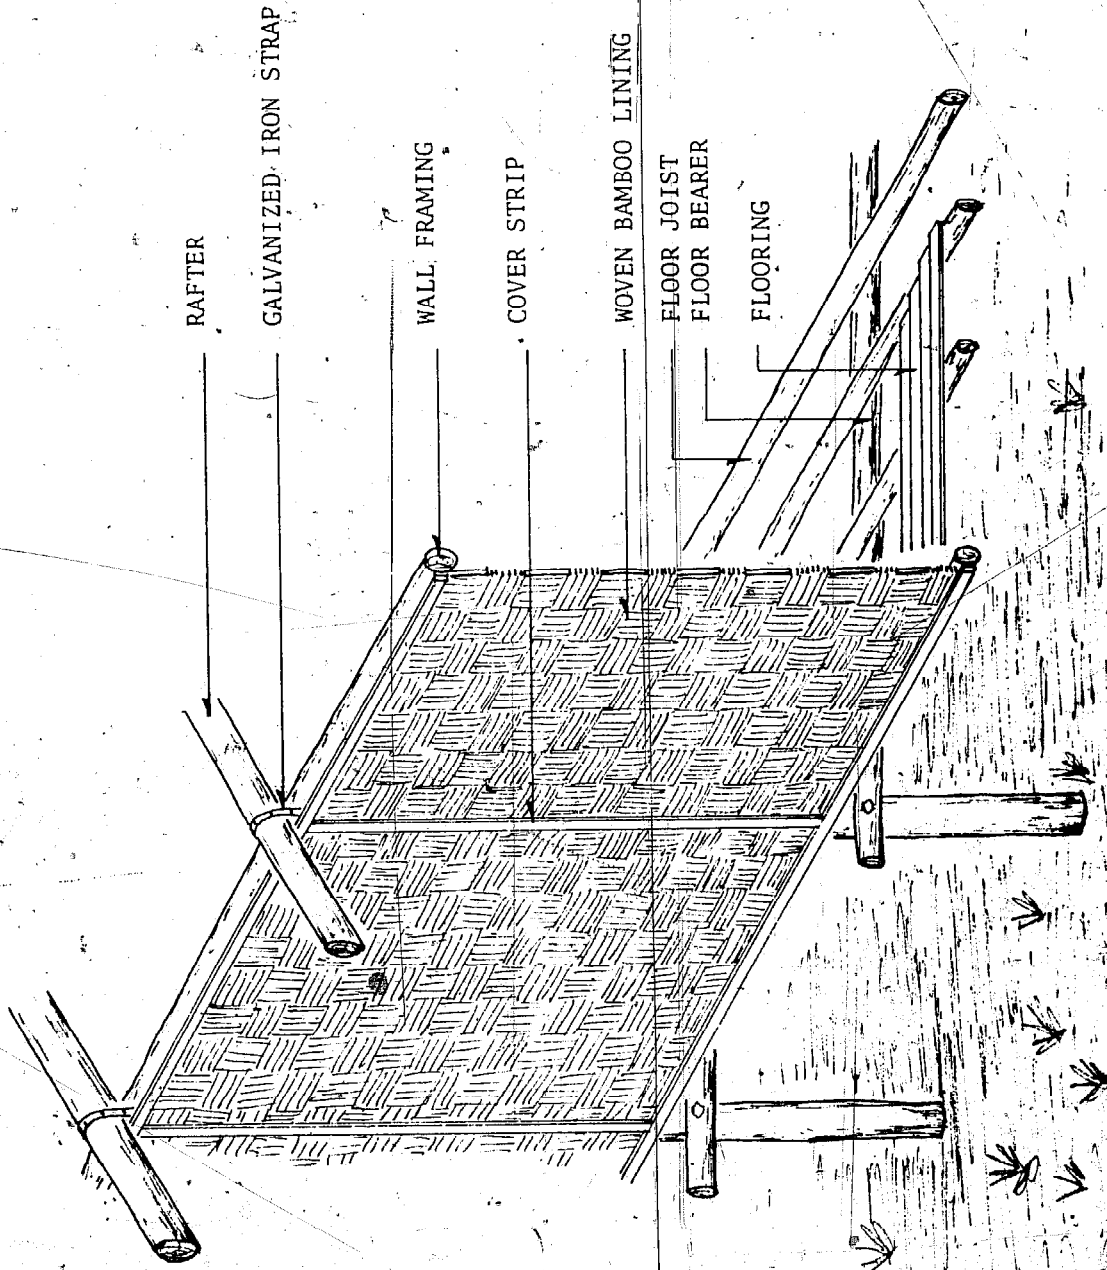 RAFTER
GALVANIZED IRON STRAP
WALL FRAMING
COVER STRIP
WOVEN BAMBOO LINING
FLOOR JOIST
FLOOR BEARER
FLOORING